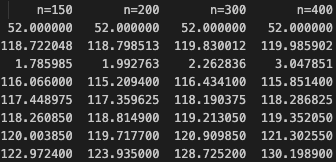 n=150 n=200 n=300 n=400
52.000000 52.000000 52.000000 52.000000
118.722048 118.798513 119.830012 119.985902
1.785985 1.992763 2.262836 3.047851
116.066000 115.209400 116.434100 115.851400
117.448975 117.359625 118.190375 118.286825
118.260850 118.814900 119.213050 119.352050
120.003850 119.717700 120.909850 121.302550
122.972400 123.935000 128.725200 130.198900